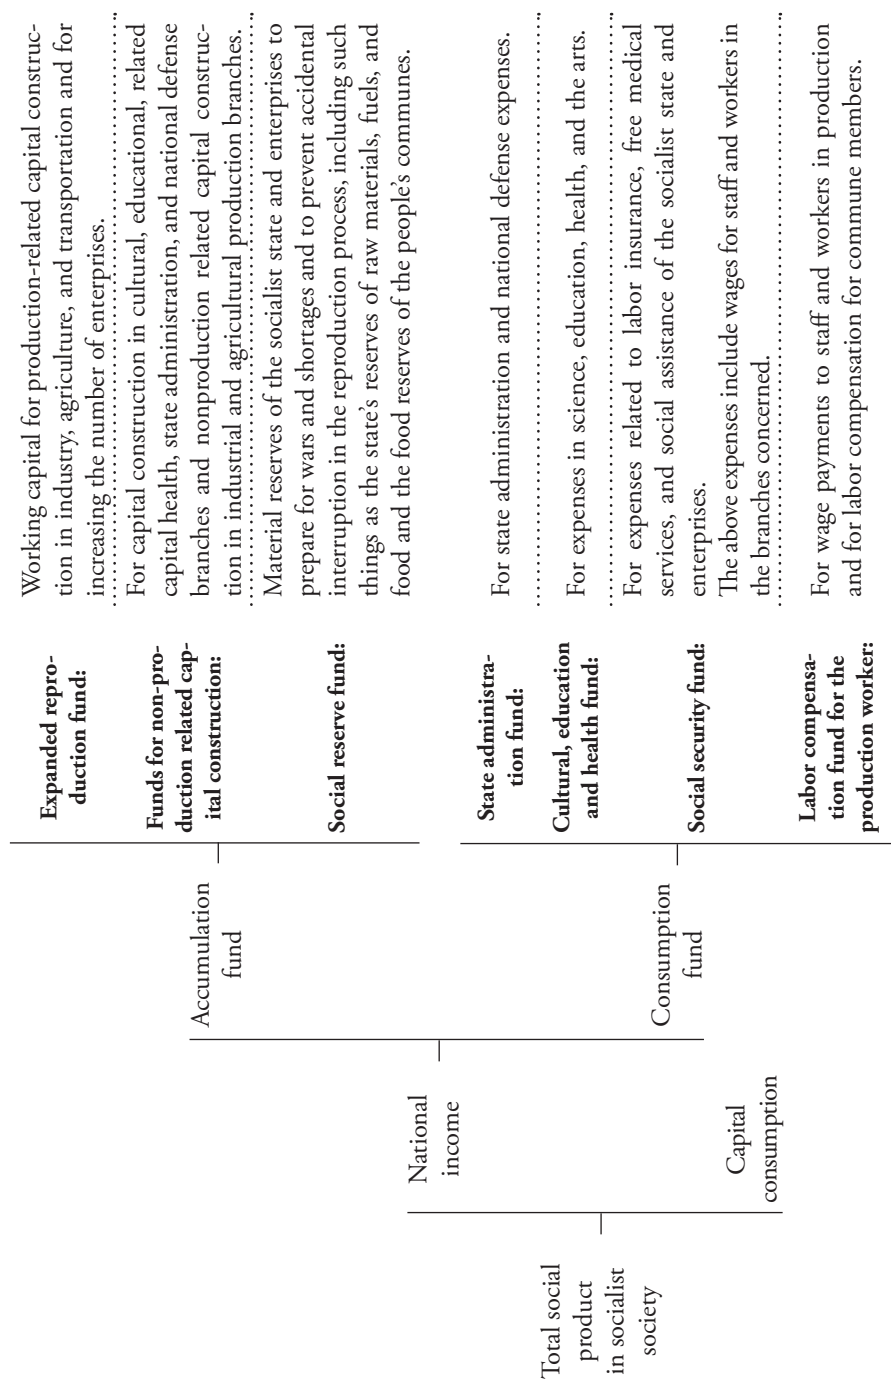 Total social
product
in socialist
society
National
income
Capital
consumption
Accumulation
fund
Consumption
fund
Expanded repro-
duction fund:
Working capital for production-related capital construc-
tion in industry, agriculture, and transportation and for
increasing the number of enterprises.
Funds for non-pro-
duction related cap-
ital construction:
For capital construction in cultural, educational, related
capital health, state administration, and national defense
branches and nonproduction related capital construc-
tion in industrial and agricultural production branches.
Social reserve fund:
Material reserves of the socialist state and enterprises to
prepare for wars and shortages and to prevent accidental
interruption in the reproduction process, including such
things as the state's reserves of raw materials, fuels, and
food and the food reserves of the people's communes.
State administra-
tion fund:
For state administration and national defense expenses.
Cultural, education
and health fund:
For expenses in science, education, health, and the arts.
Social security fund:
For expenses related to labor insurance, free medical
services, and social assistance of the socialist state and
enterprises.
The above expenses include wages for staff and workers in
the branches concerned.
Labor compensa-
tion fund for the
production worker:
For wage payments to staff and workers in production
and for labor compensation for commune members.